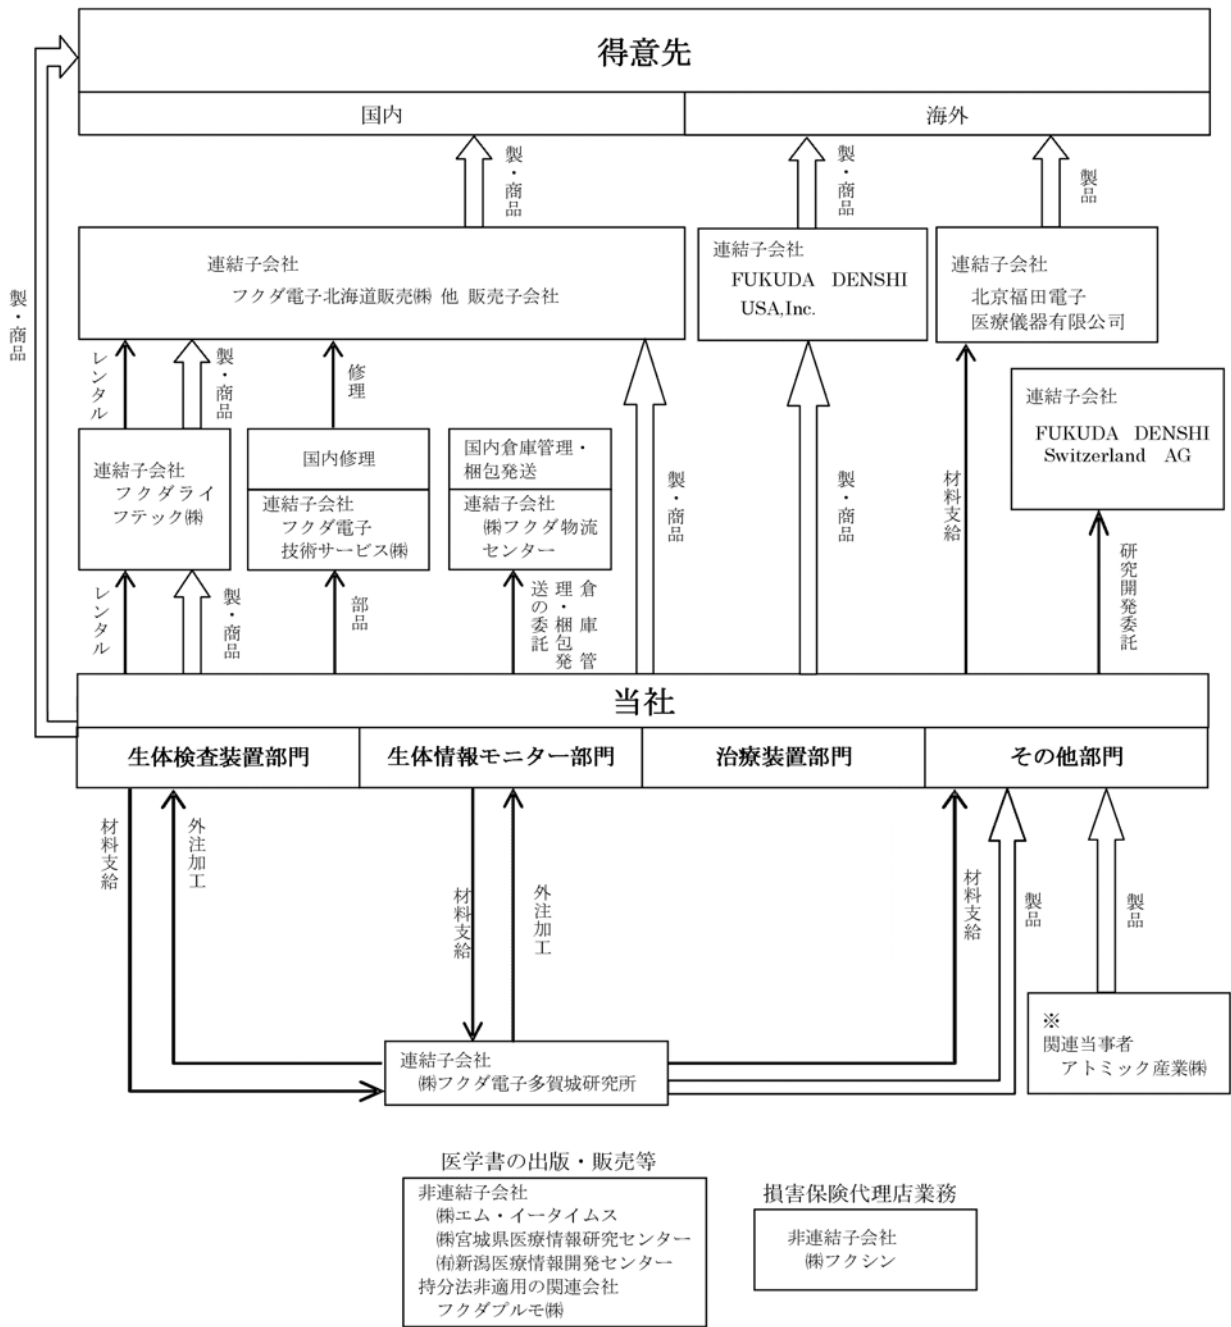 得意先
国内
海外
製・商品
製・商品
製・商品
製品
連結子会社
フクダ電子北海道販売㈱ 他 販売子会社
連結子会社
FUKUDA DENSHI
USA,Inc.
連結子会社
北京福田電子
医療儀器有限公司
レンタル
製・商品
修理
連結子会社
FUKUDA DENSHI
Switzerland AG
連結子会社
フクダライ
フテック㈱
国内修理
連結子会社
フクダ電子
技術サービス㈱
国内倉庫管理・
梱包発送
連結子会社
㈱フクダ物流
センター
製・商品
製・商品
材料支給
レンタル
製・商品
部品
倉庫管
理・梱包発
送の委託
研究開発委託
当社
生体検査装置部門
生体情報モニター部門
治療装置部門
その他部門
材料支給
外注加工
材料支給
外注加工
材料支給
製品
製品
連結子会社
㈱フクダ電子多賀城研究所
※
関連当事者
アトミック産業㈱
医学書の出版・販売等
非連結子会社
㈱エム・イータイムス
㈱宮城県医療情報研究センター
㈲新潟医療情報開発センター
持分法非適用の関連会社
フクダプルモ㈱
損害保険代理店業務
非連結子会社
㈱フクシン